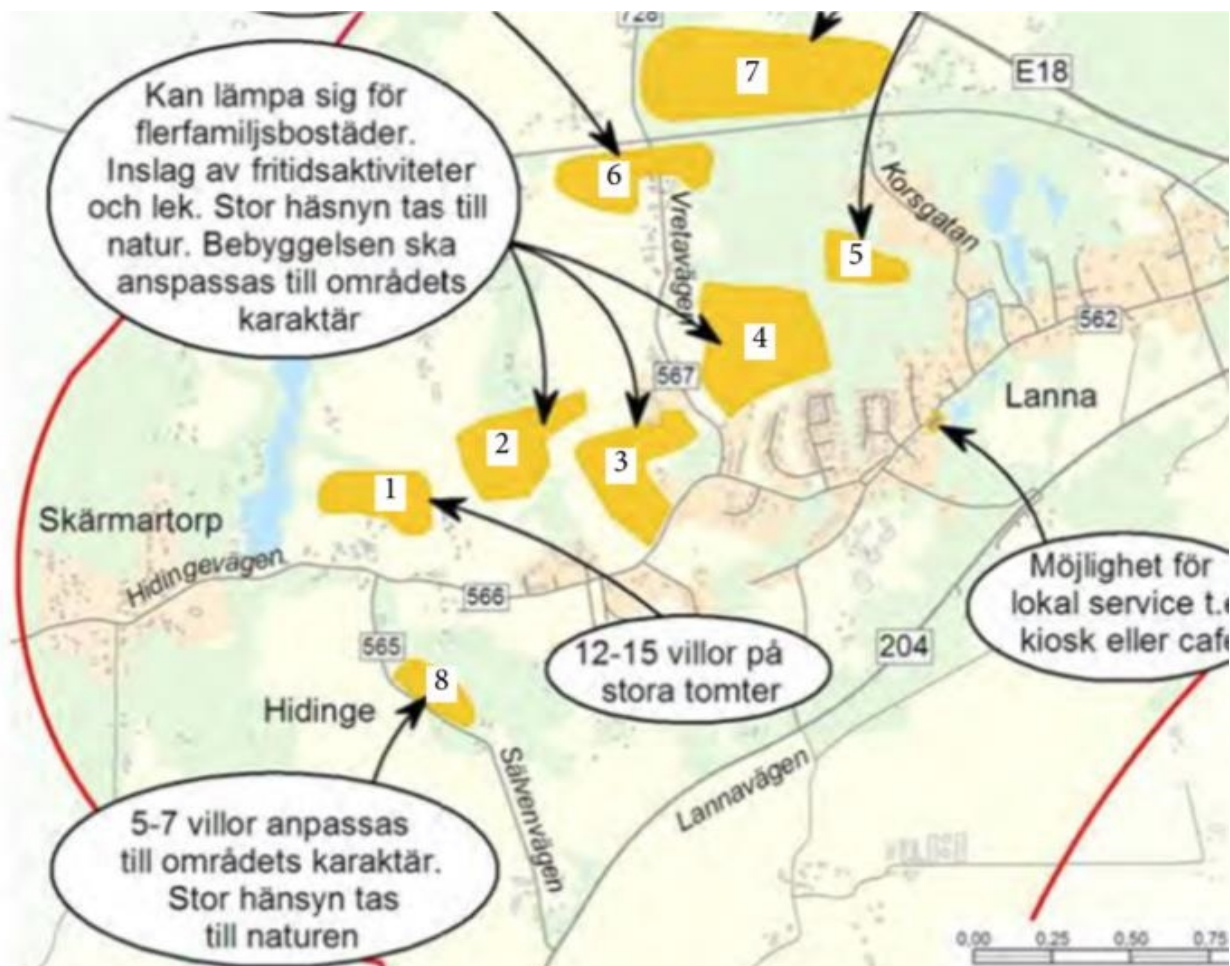 728
7
E18
Kan lämpa sig för
flerfamiljsbostäder.
Inslag av fritidsaktiviteter
och lek. Stor häsnyn tas till
natur. Bebyggelsen ska
anspassas till områdets
karaktär
6
Korsgatan
Vretavägen
5
562
4
567
Lanna
2
3
1
Skärmartorp
Hidingevägen
566
Möjlighet för
lokal service t.e
kiosk eller cafe
12-15 villor på
stora tomter
204
565
8
Hidinge
Sälvenvägen
Lannavägen
5-7 villor anpassas
till områdets karaktär.
Stor hänsyn tas
till naturen
0.00 0.25 0.50 0.75